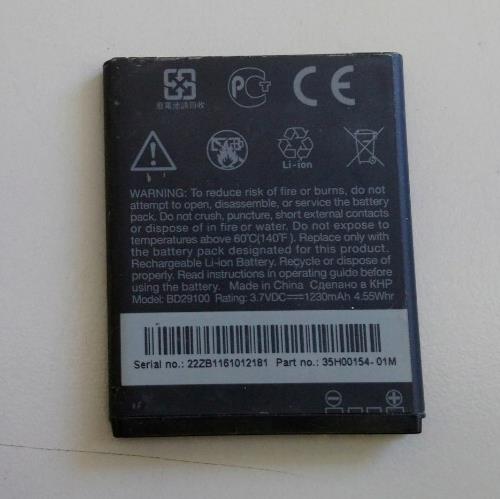 廢電池請回收
PCT
CE
Li-ion
WARNING: To reduce risk of fire or burns, do not
attempt to open, disassemble, or service the battery
pack. Do not crush, puncture, short external contacts
or dispose of in fire or water. Do not expose to
temperatures above 60℃(140℉). Replace only with
the battery pack designated for this product.
Rechargeable Li-ion Battery. Recycle or dispose
properly. Read instructions in operating guide before
using the battery. Made in China Сделано в КНР
Model: BD29100 Rating: 3.7VDC⎓1230mAh 4.55Whr
Serial no.: 22ZB1161012181 Part no.: 35H00154-01M
- +